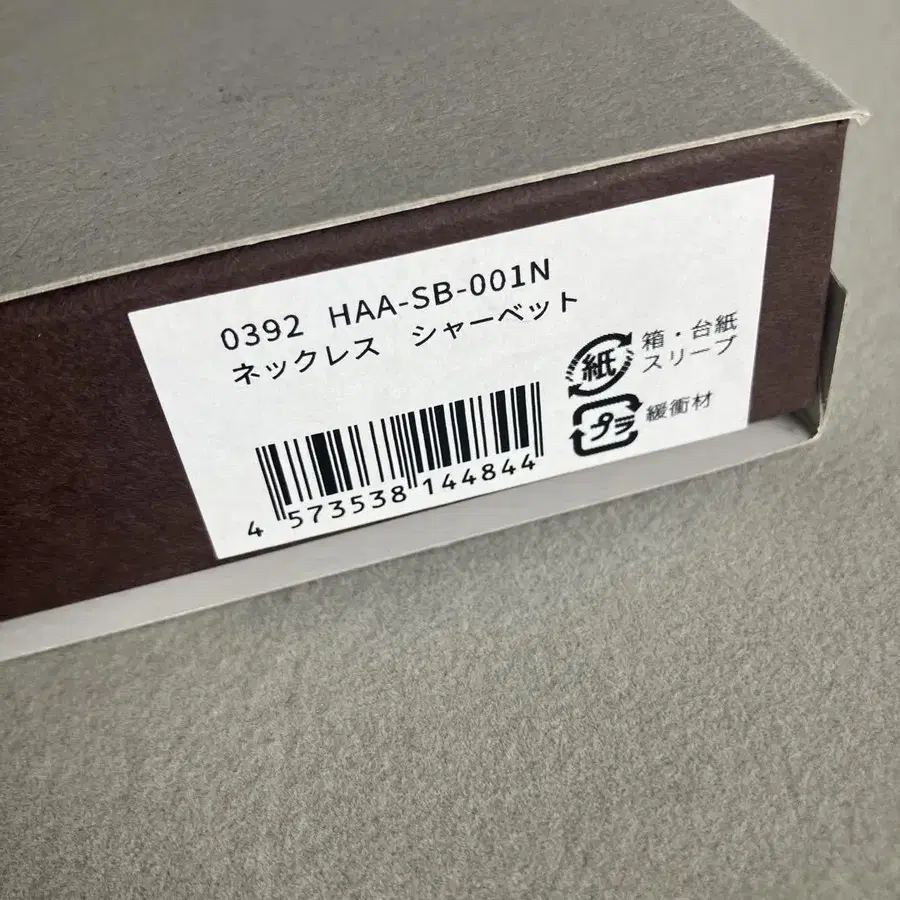 0392 HAA-SB-001N
ネックレス シャーベット
紙 箱・台紙
スリーブ
プラ 緩衝材
4 573538 144844